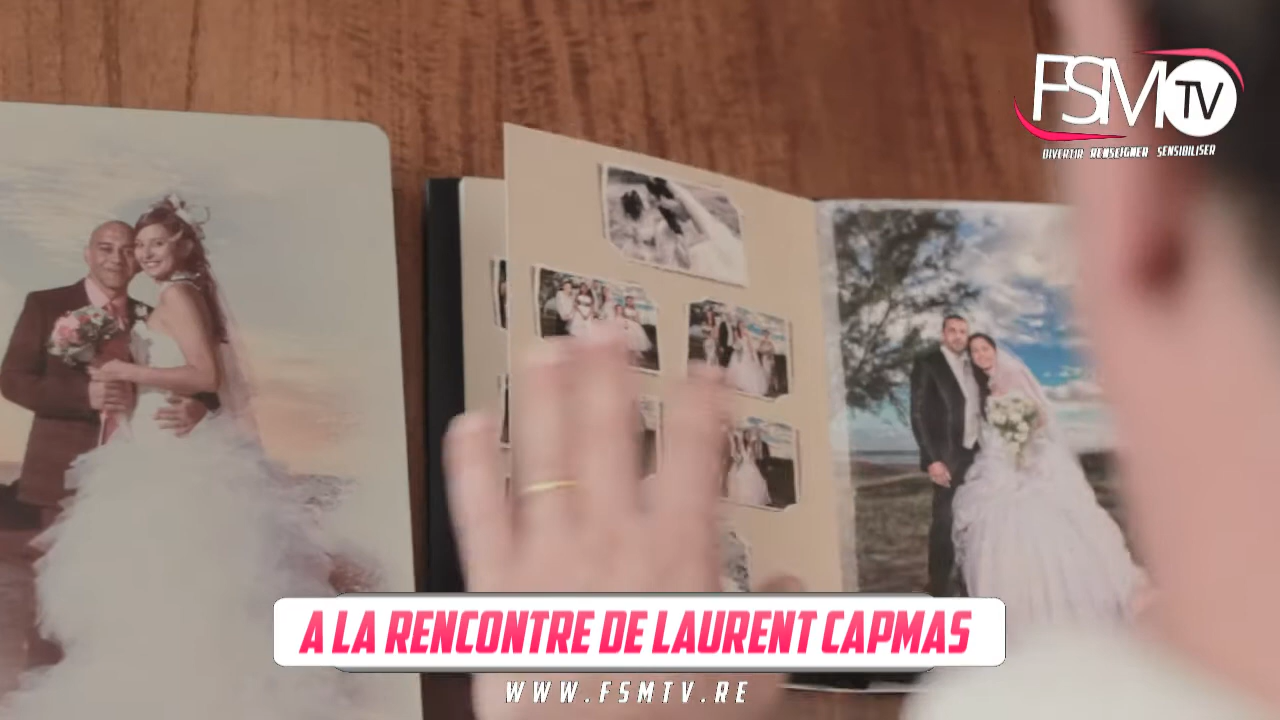 FSM TV
DIVERTIR RENSEIGNER SENSIBILISER
A LA RENCONTRE DE LAURENT CAPMAS
WWW.FSMTV.RE